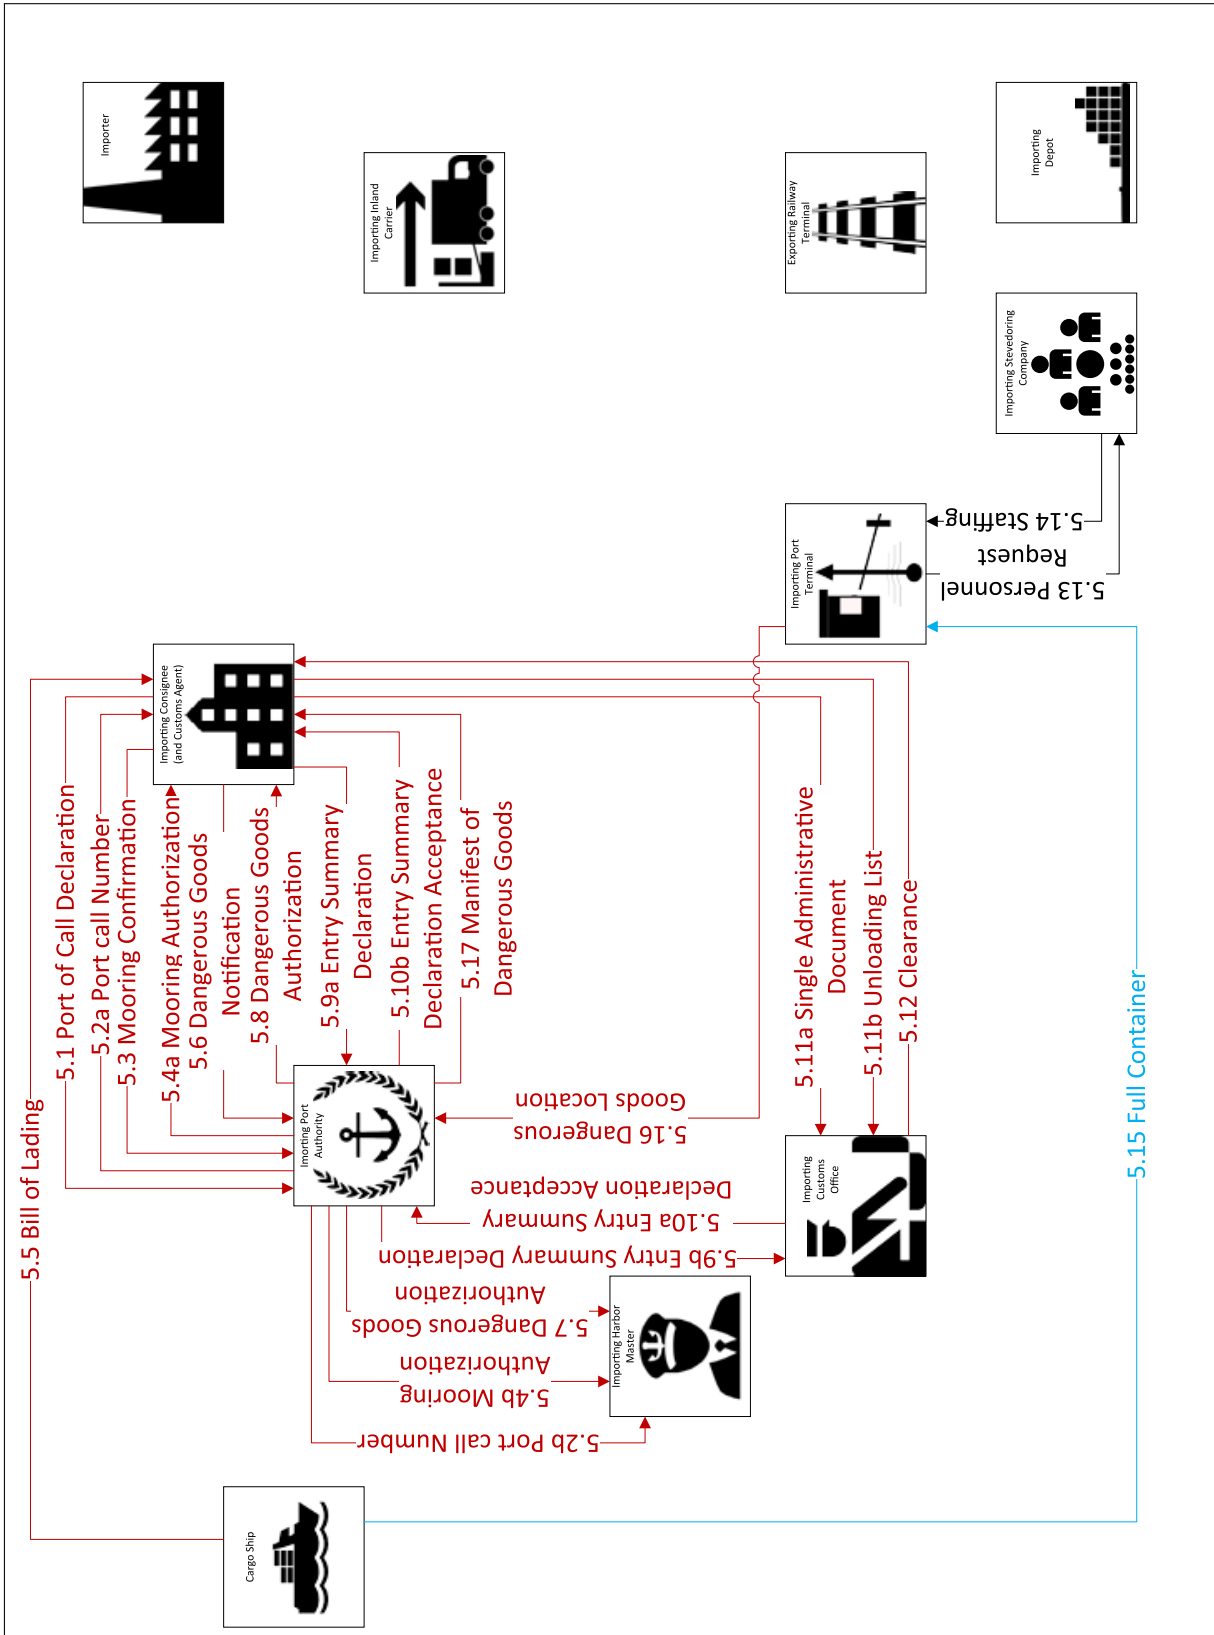 Cargo Ship
5.5 Bill of Lading
5.1 Port of Call Declaration
5.2a Port call Number
5.3 Mooring Confirmation
5.4a Mooring Authorization
5.6 Dangerous Goods
Notification
5.8 Dangerous Goods
Authorization
5.9a Entry Summary
Declaration
5.10b Entry Summary
Declaration Acceptance
5.17 Manifest of
Dangerous Goods
Importing Consignee
(and Customs Agent)
Importer
Importing Inland
Carrier
Imorting Port
Authority
5.2b Port call Number
5.4b Mooring
Authorization
5.7 Dangerous Goods
Authorization
5.9b Entry Summary Declaration
5.10a Entry Summary
Declaration Acceptance
5.16 Dangerous
Goods Location
Importing Harbor
Master
Importing
Customs
Office
5.11a Single Administrative
Document
5.11b Unloading List
5.12 Clearance
Importing Port
Terminal
Exporting Railway
Terminal
5.13 Personnel
Request
5.14 Staffing
Importing Stevedoring
Company
Importing
Depot
5.15 Full Container